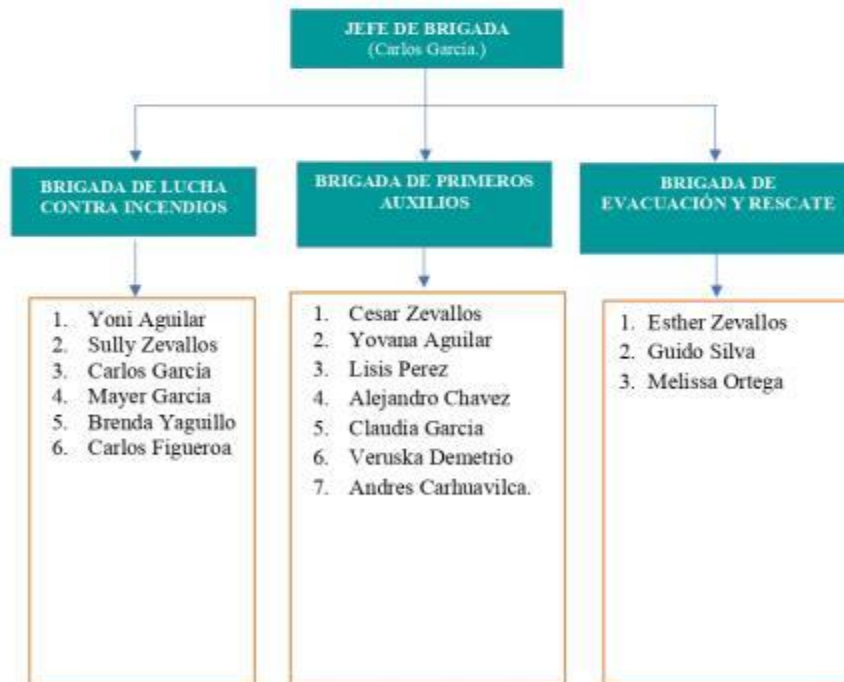 JEFE DE BRIGADA
(Carlos Garcia.)
BRIGADA DE LUCHA
CONTRA INCENDIOS
1. Yoni Aguilar
2. Sully Zevallos
3. Carlos García
4. Mayer Garcia
5. Brenda Yaguillo
6. Carlos Figueroa
BRIGADA DE PRIMEROS
AUXILIOS
1. Cesar Zevallos
2. Yovana Aguilar
3. Lisis Perez
4. Alejandro Chavez
5. Claudia Garcia
6. Veruska Demetrio
7. Andres Carhuavilca.
BRIGADA DE
EVACUACIÓN Y RESCATE
1. Esther Zevallos
2. Guido Silva
3. Melissa Ortega